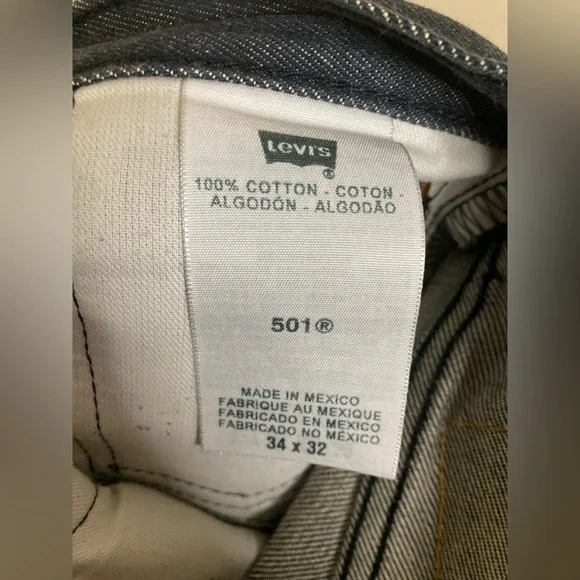 Levi's
®
100% COTTON - COTON -
ALGODÓN - ALGODÃO
501®
MADE IN MEXICO
FABRIQUE AU MEXIQUE
FABRICADO EN MÉXICO
FABRICADO NO MÉXICO
34 x 32